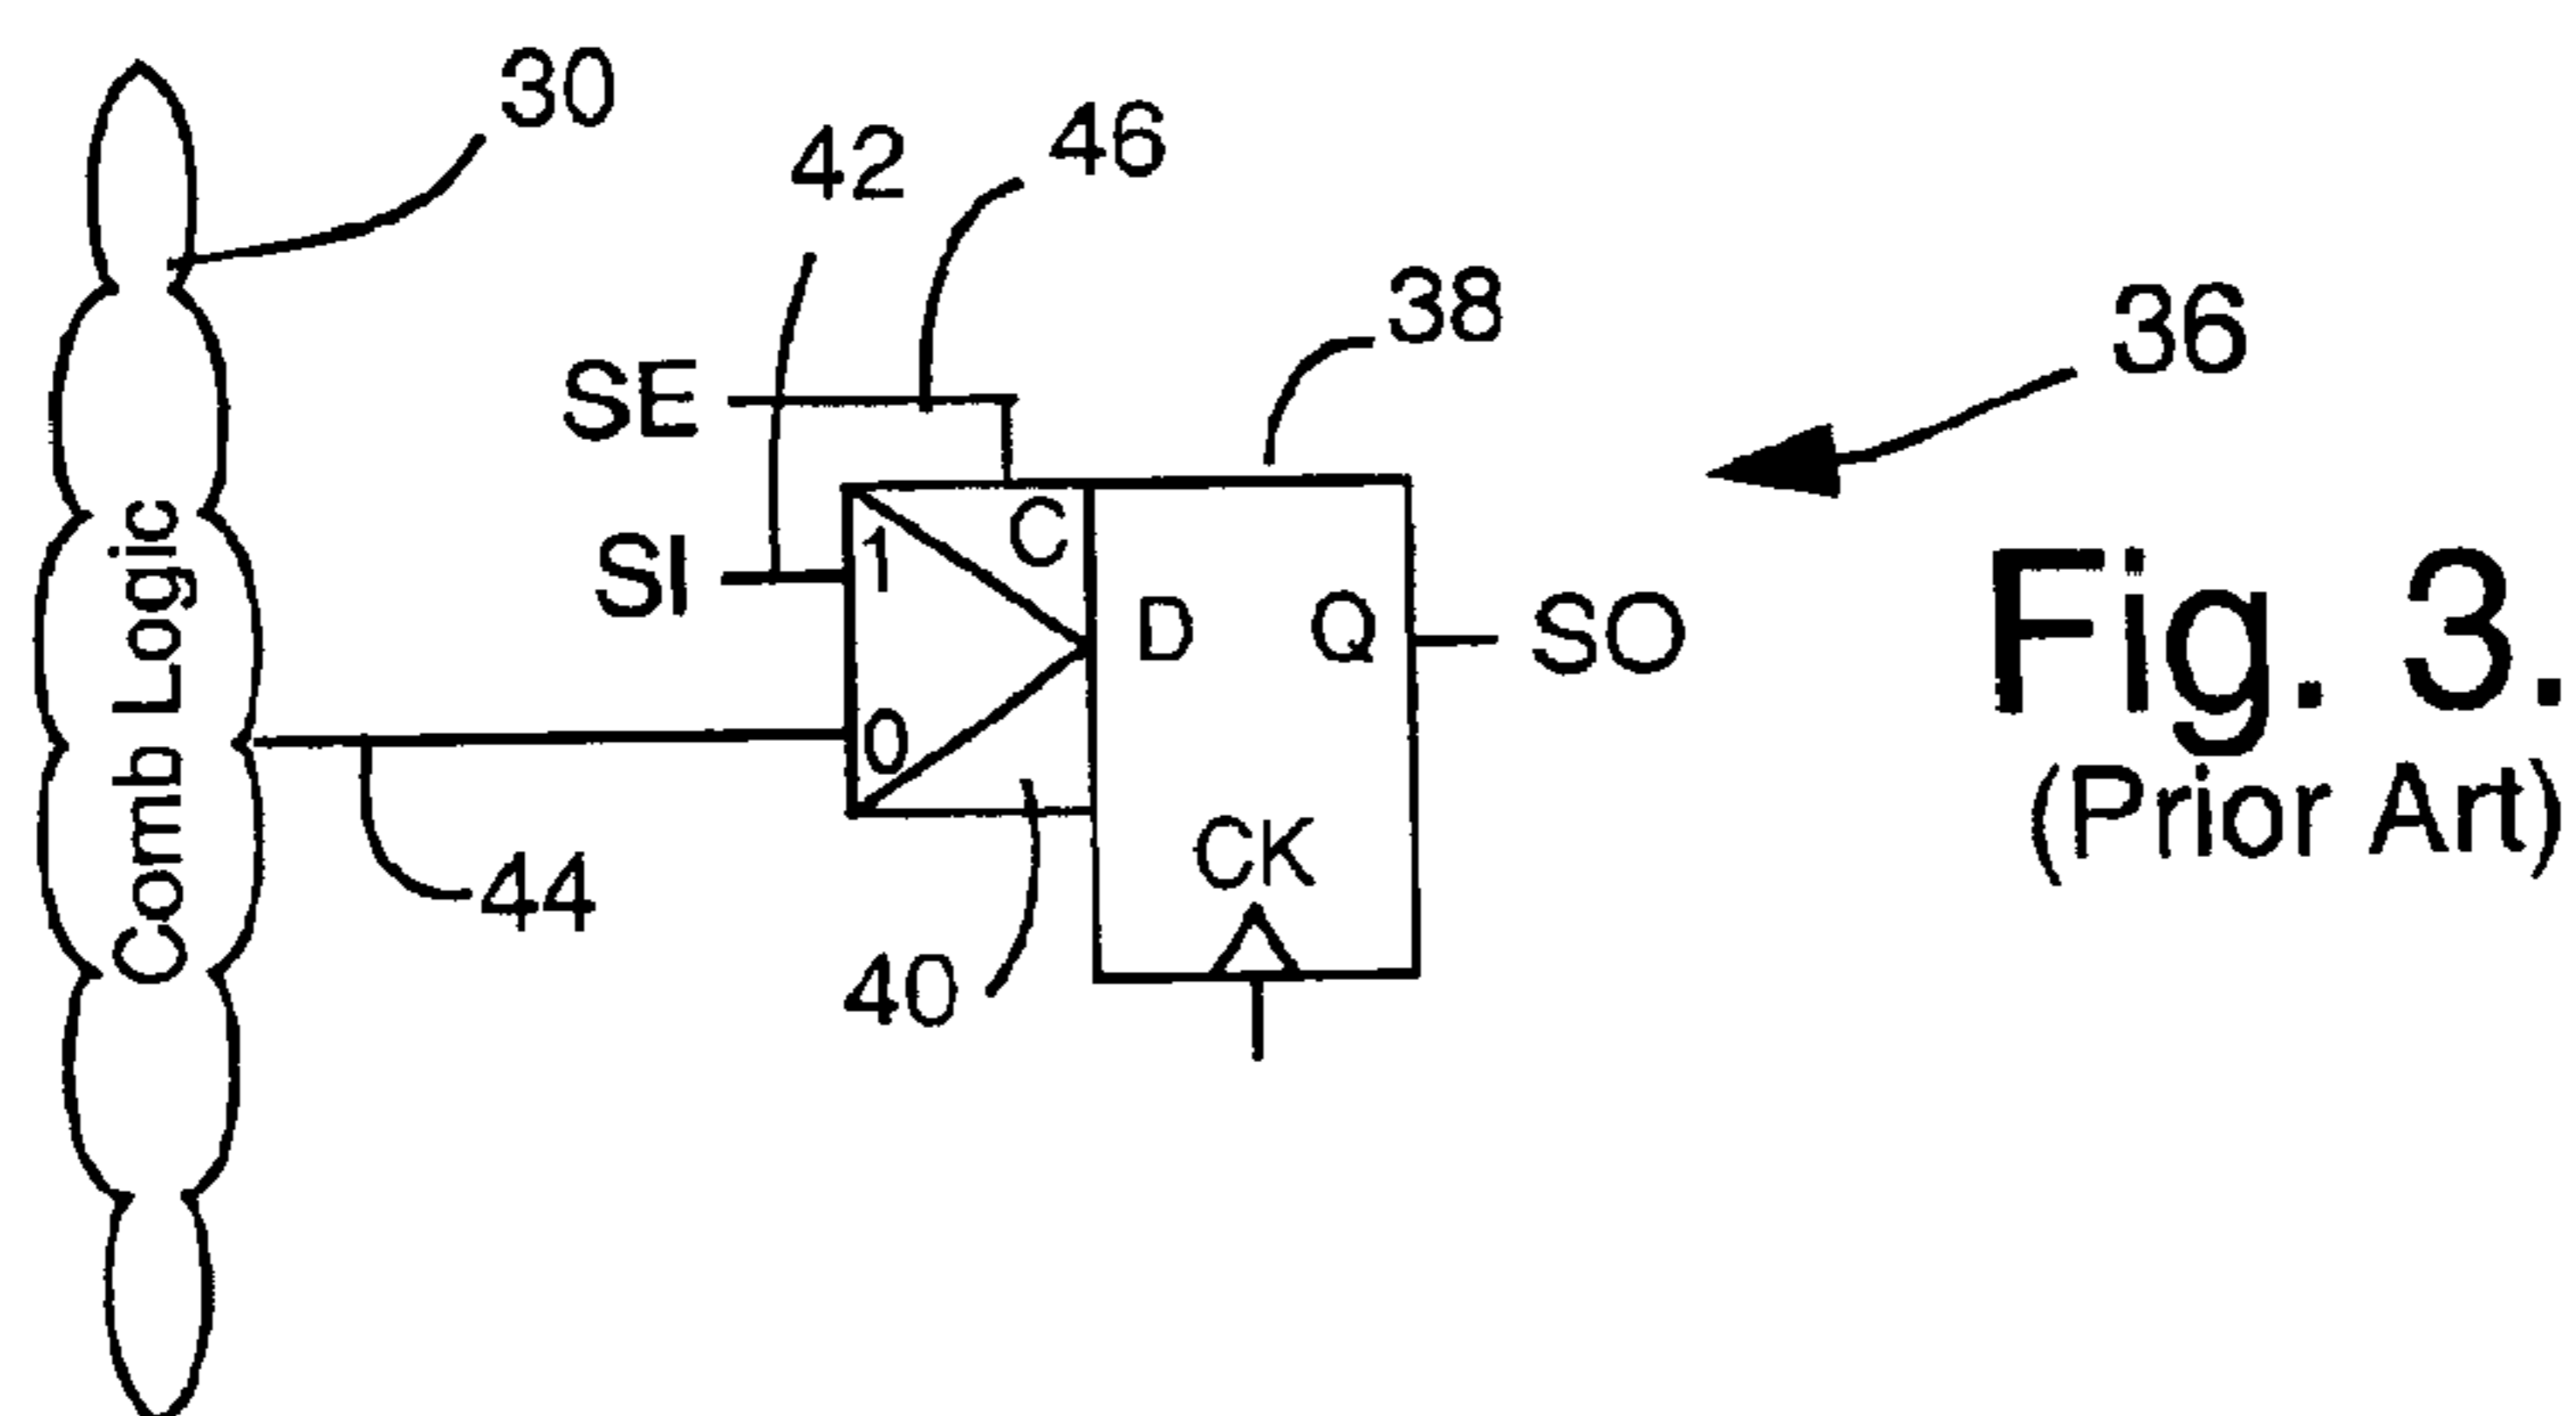 30
42
46
38
36
SE
SI
1
C
0
D
Q
CK
SO
Comb Logic
44
40
Fig. 3.
(Prior Art)